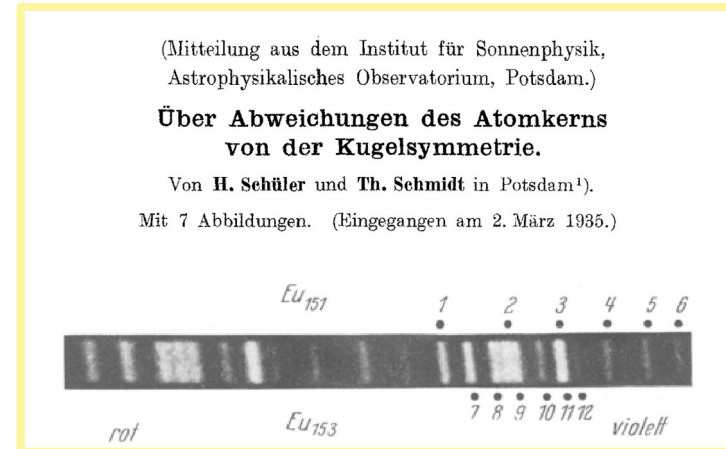 (Mitteilung aus dem Institut für Sonnenphysik,
Astrophysikalisches Observatorium, Potsdam.)
Über Abweichungen des Atomkerns
von der Kugelsymmetrie.
Von H. Schüler und Th. Schmidt in Potsdam¹).
Mit 7 Abbildungen. (Eingegangen am 2. März 1935.)
Eu151 1 2 3 4 5 6
7 8 9 10 11 12
rot Eu153 violett